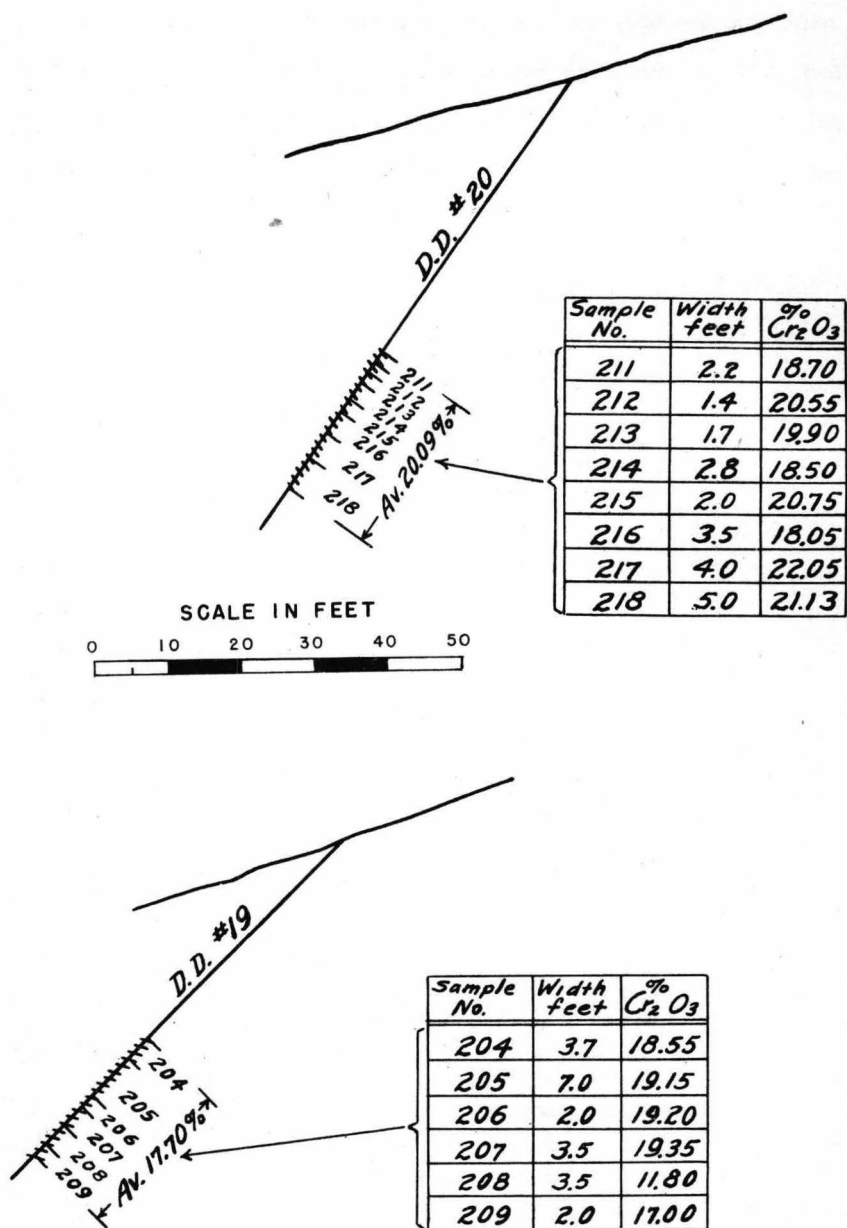 D.D. #20
Sample No. Width feet % Cr2O3
211 2.2 18.70
212 1.4 20.55
213 1.7 19.90
214 2.8 18.50
215 2.0 20.75
216 3.5 18.05
217 4.0 22.05
218 5.0 21.13
211
212
213
214
215
216
217
218
Av. 20.09%
SCALE IN FEET
0 10 20 30 40 50
D.D. #19
Sample No. Width feet % Cr2O3
204 3.7 18.55
205 7.0 19.15
206 2.0 19.20
207 3.5 19.35
208 3.5 11.80
209 2.0 17.00
204
205
206
207
208
209
Av. 17.70%